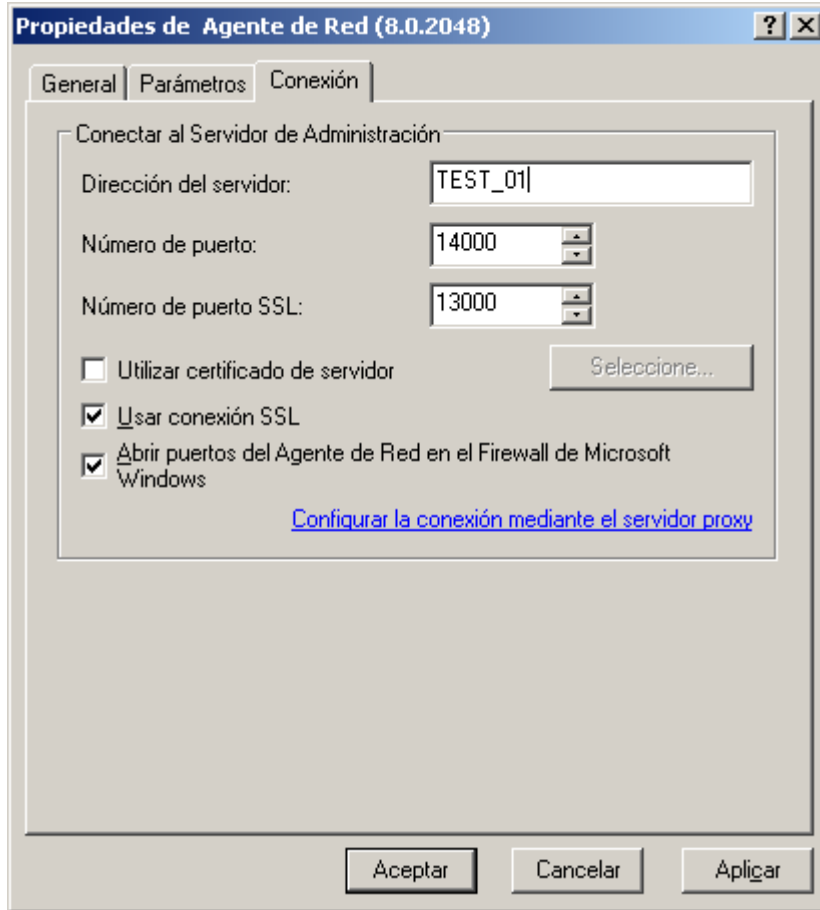 Propiedades de Agente de Red (8.0.2048)
General Parámetros Conexión
Conectar al Servidor de Administración
Dirección del servidor: TEST_01
Número de puerto: 14000
Número de puerto SSL: 13000
Utilizar certificado de servidor Seleccione...
Usar conexión SSL
Abrir puertos del Agente de Red en el Firewall de Microsoft
Windows
Configurar la conexión mediante el servidor proxy
Aceptar Cancelar Aplicar